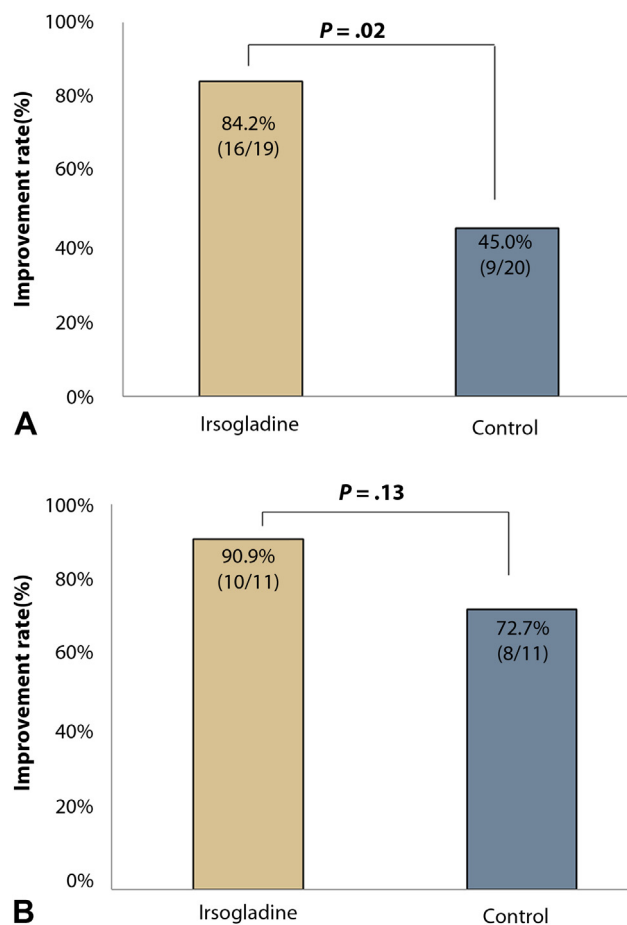 100%
P = .02
80%
84.2%
(16/19)
60%
40%
45.0%
(9/20)
20%
0%
Improvement rate(%)
A
Irsogladine
Control
100%
P = .13
90.9%
(10/11)
80%
72.7%
(8/11)
60%
40%
20%
0%
Improvement rate(%)
B
Irsogladine
Control